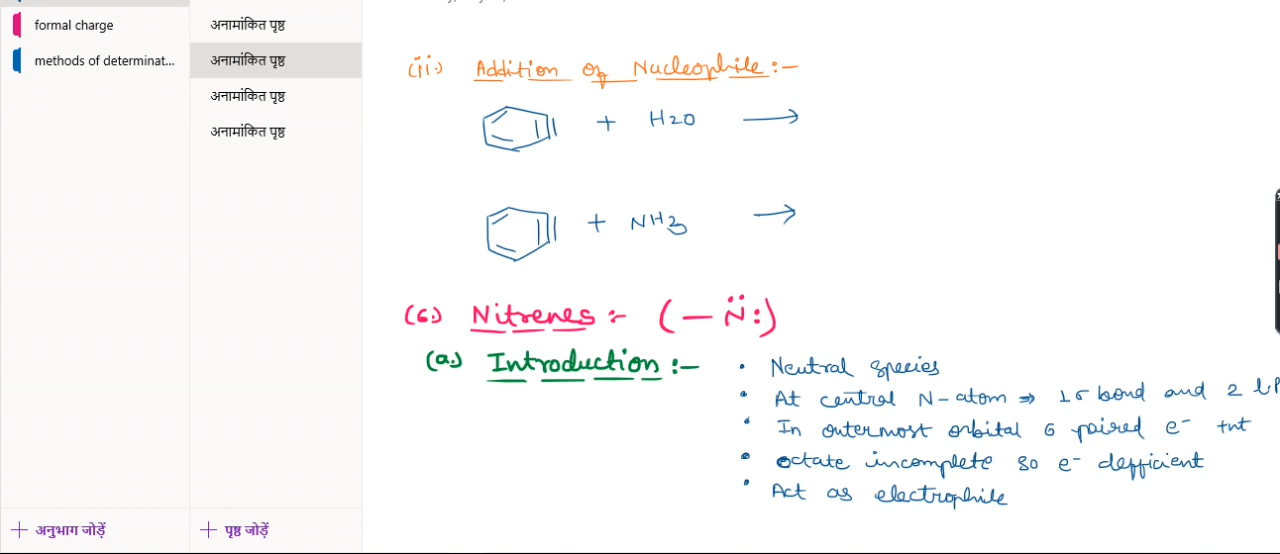 formal charge
methods of determinat...
अनामांकित पृष्ठ
अनामांकित पृष्ठ
अनामांकित पृष्ठ
अनामांकित पृष्ठ
+ अनुभाग जोड़ें
+ पृष्ठ जोड़ें
(ii) Addition of Nucleophile :-
+ H2O ⟶
+ NH3 ⟶
(6.) Nitrenes :- (— N̈ :)
(a.) Introduction :-
• Neutral species
• At central N-atom ⇒ 1σ bond and 2 l.P
• In outermost orbital 6 paired e⁻
• octate incomplete so e⁻ defficient
• Act as electrophile